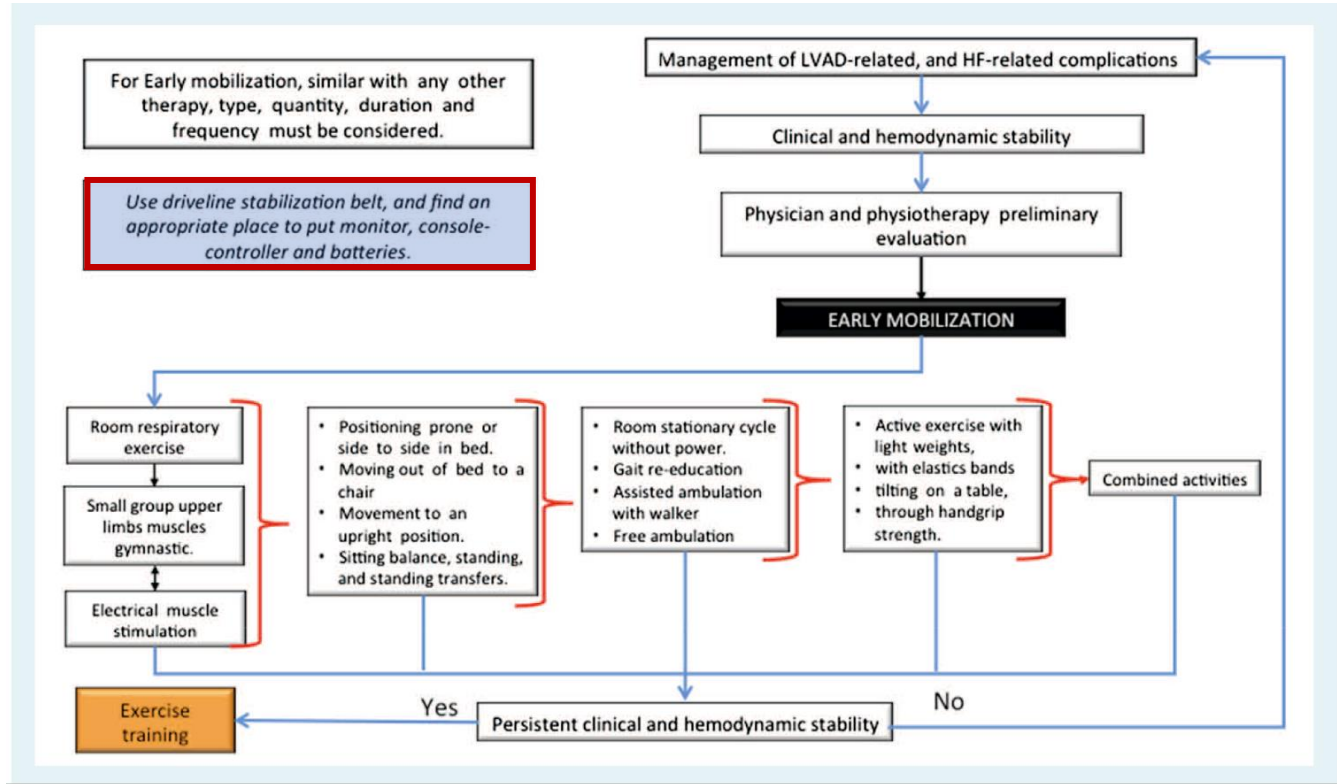 For Early mobilization, similar with any other
therapy, type, quantity, duration and
frequency must be considered.
Use driveline stabilization belt, and find an
appropriate place to put monitor, console-
controller and batteries.
Management of LVAD-related, and HF-related complications
Clinical and hemodynamic stability
Physician and physiotherapy preliminary
evaluation
EARLY MOBILIZATION
Room respiratory
exercise
Small group upper
limbs muscles
gymnastic.
Electrical muscle
stimulation
• Positioning prone or
side to side in bed.
• Moving out of bed to a
chair
• Movement to an
upright position.
• Sitting balance, standing,
and standing transfers.
• Room stationary cycle
without power.
• Gait re-education
• Assisted ambulation
with walker
• Free ambulation
• Active exercise with
light weights,
• with elastics bands
• tilting on a table,
• through handgrip
strength.
Combined activities
Exercise
training
Yes
Persistent clinical and hemodynamic stability
No